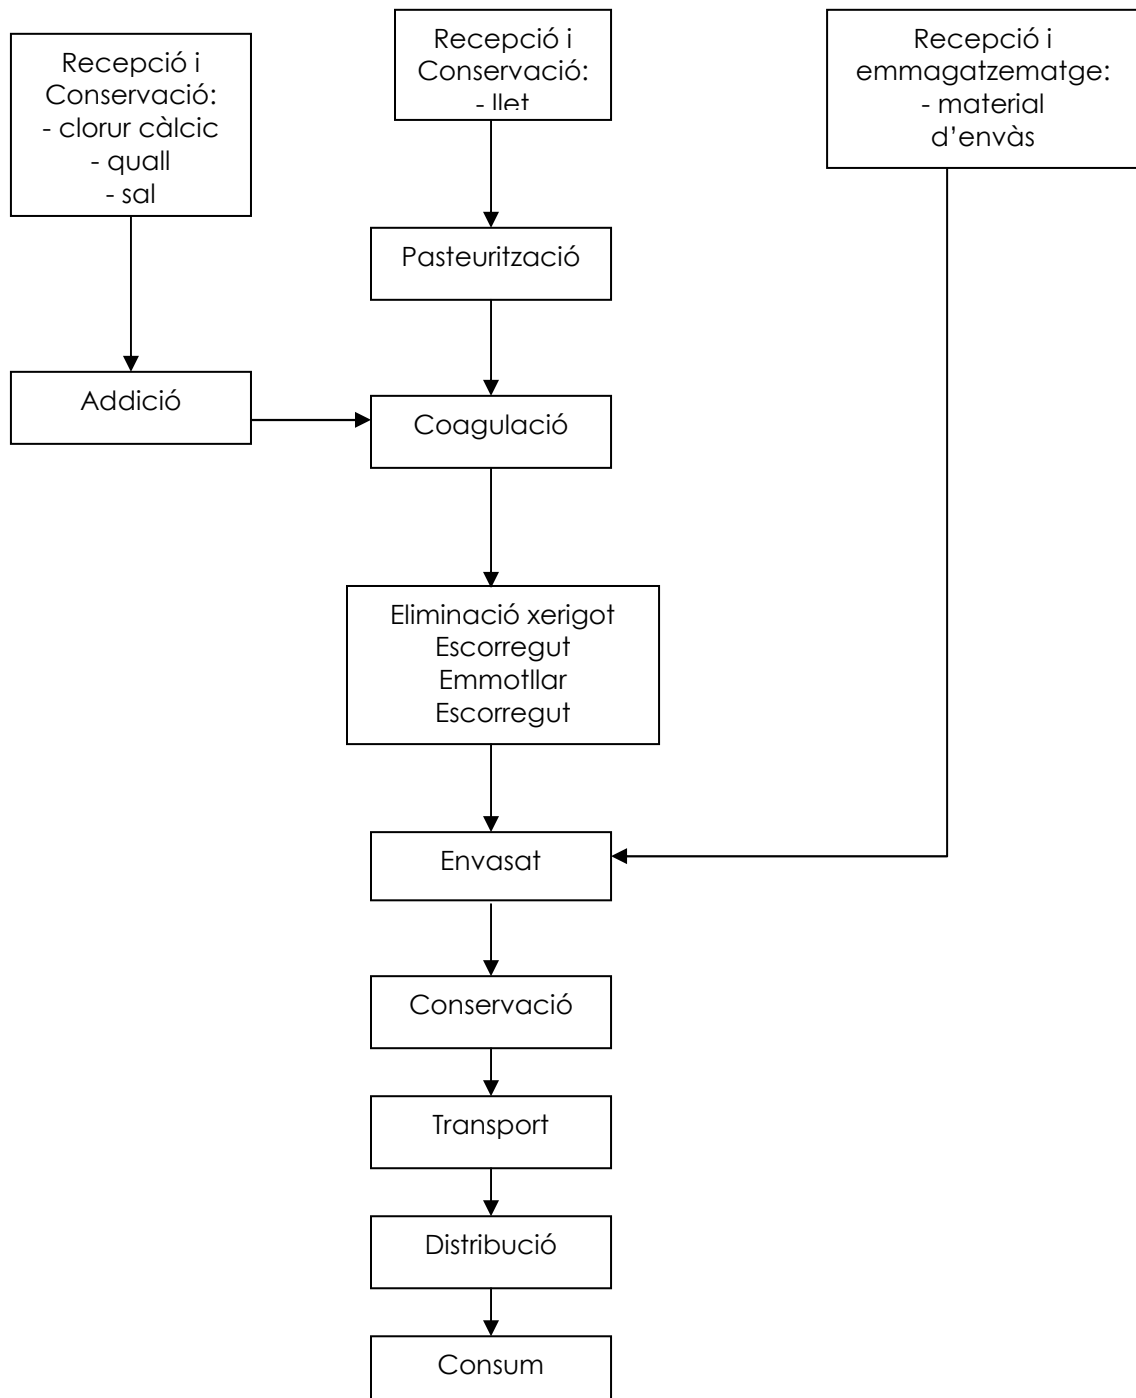 Recepció i
Conservació:
- clorur càlcic
- quall
- sal
Recepció i
Conservació:
- llet
Recepció i
emmagatzematge:
- material
d’envàs
Pasteurització
Addició
Coagulació
Eliminació xerigot
Escorregut
Emmotllar
Escorregut
Envasat
Conservació
Transport
Distribució
Consum